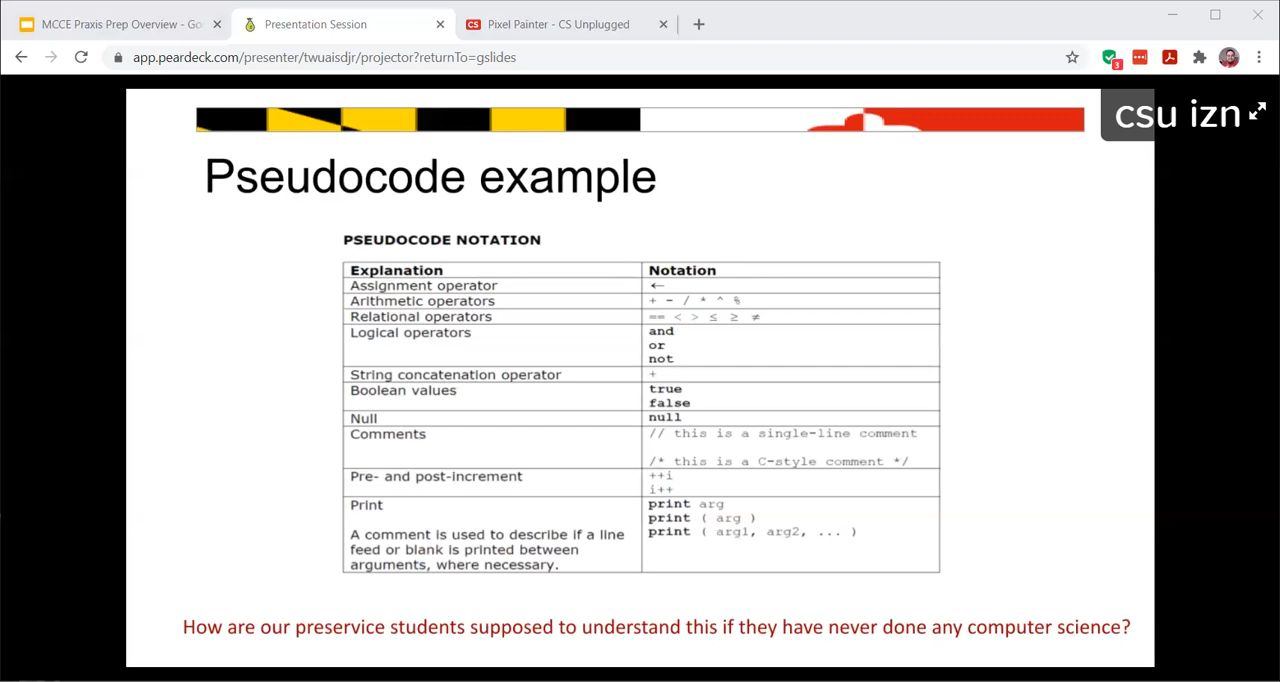 MCCE Praxis Prep Overview - Go
Presentation Session
CS Pixel Painter - CS Unplugged
app.peardeck.com/presenter/twuaisdjr/projector?returnTo=gslides
3
csu izn
Pseudocode example
PSEUDOCODE NOTATION
Explanation Notation
Assignment operator ←
Arithmetic operators + - / * ^ %
Relational operators == < > ≤ ≥ ≠
Logical operators and
or
not
String concatenation operator +
Boolean values true
false
Null null
Comments // this is a single-line comment
/* this is a C-style comment */
Pre- and post-increment ++i
i++
Print print arg
print ( arg )
A comment is used to describe if a line print ( arg1, arg2, ... )
feed or blank is printed between
arguments, where necessary.
How are our preservice students supposed to understand this if they have never done any computer science?